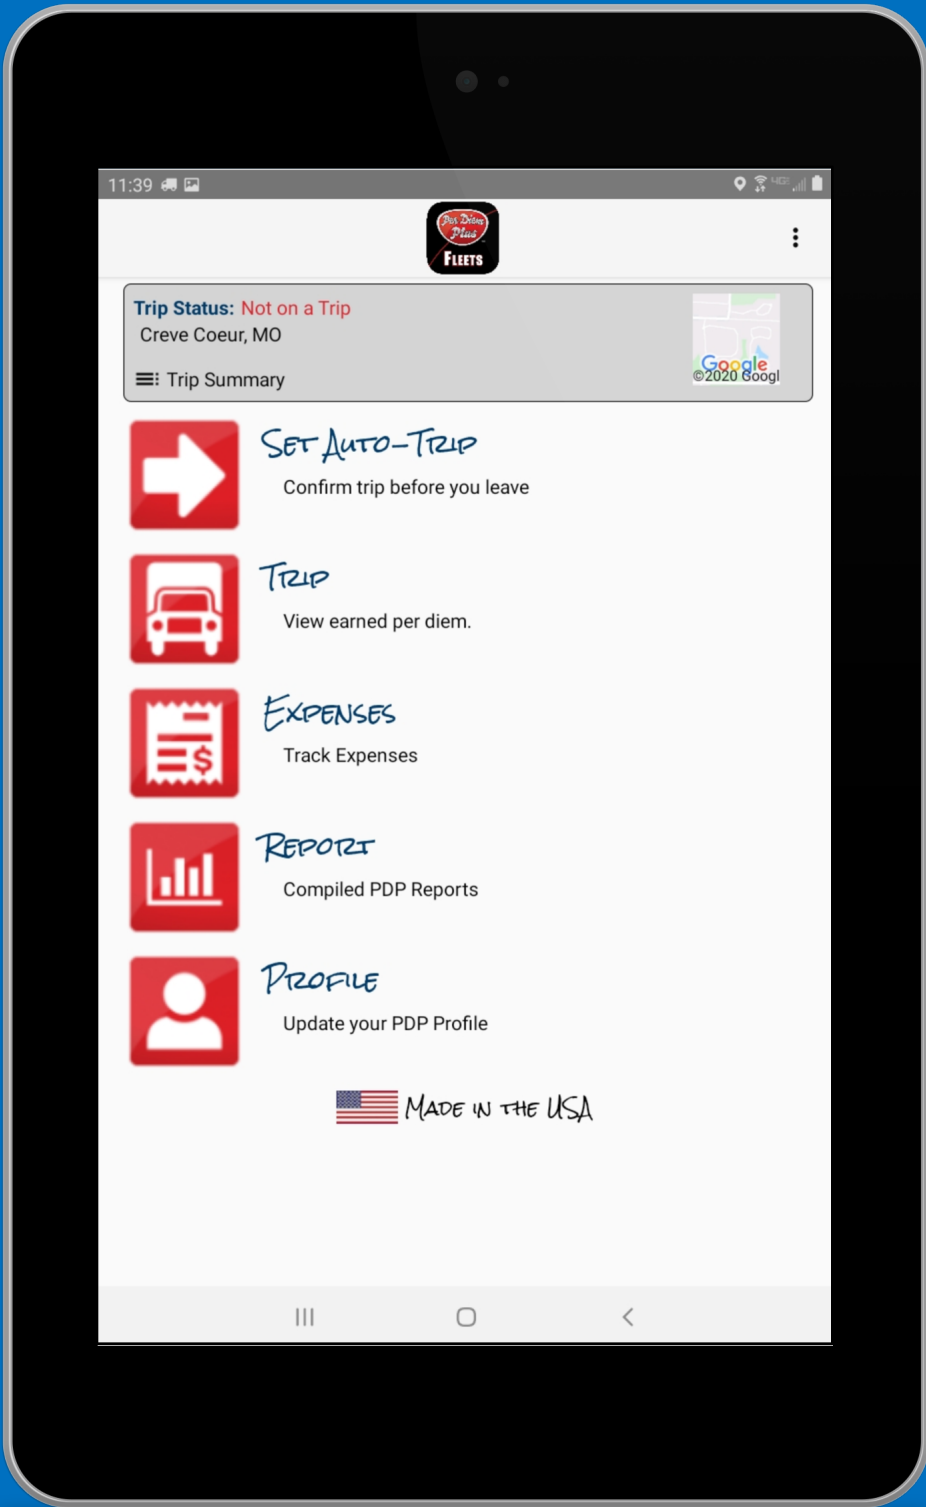 11:39
4GE
Per Diem
Plus
FLEETS
Trip Status: Not on a Trip
Creve Coeur, MO
Trip Summary
Google
©2020 Googl
SET AUTO-TRIP
Confirm trip before you leave
TRIP
View earned per diem.
EXPENSES
Track Expenses
$
REPORT
Compiled PDP Reports
PROFILE
Update your PDP Profile
MADE IN THE USA